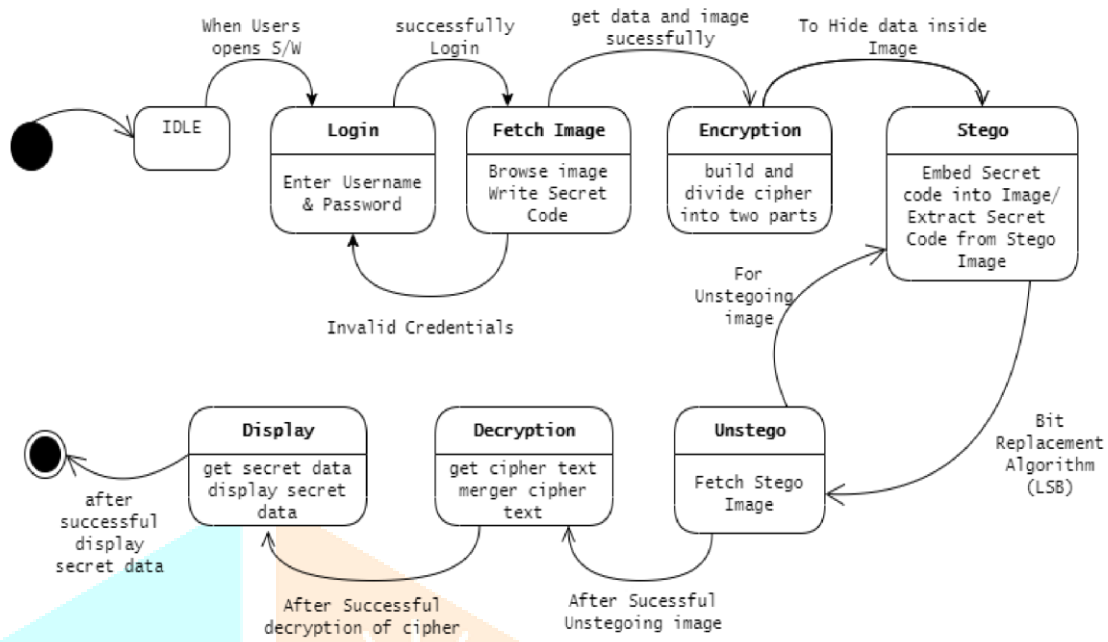 When Users
opens S/W
successfully
Login
get data and image
sucessfully
To Hide data inside
Image
IDLE
Login
Enter Username
& Password
Fetch Image
Browse image
Write Secret
Code
Encryption
build and
divide cipher
into two parts
Stego
Embed Secret
code into Image/
Extract Secret
Code from Stego
Image
Invalid Credentials
For
Unstegoing
image
Bit
Replacement
Algorithm
(LSB)
Unstego
Fetch Stego
Image
Decryption
get cipher text
merger cipher
text
Display
get secret data
display secret
data
after
successful
display
secret data
After Successful
decryption of cipher
After Sucessful
Unstegoing image